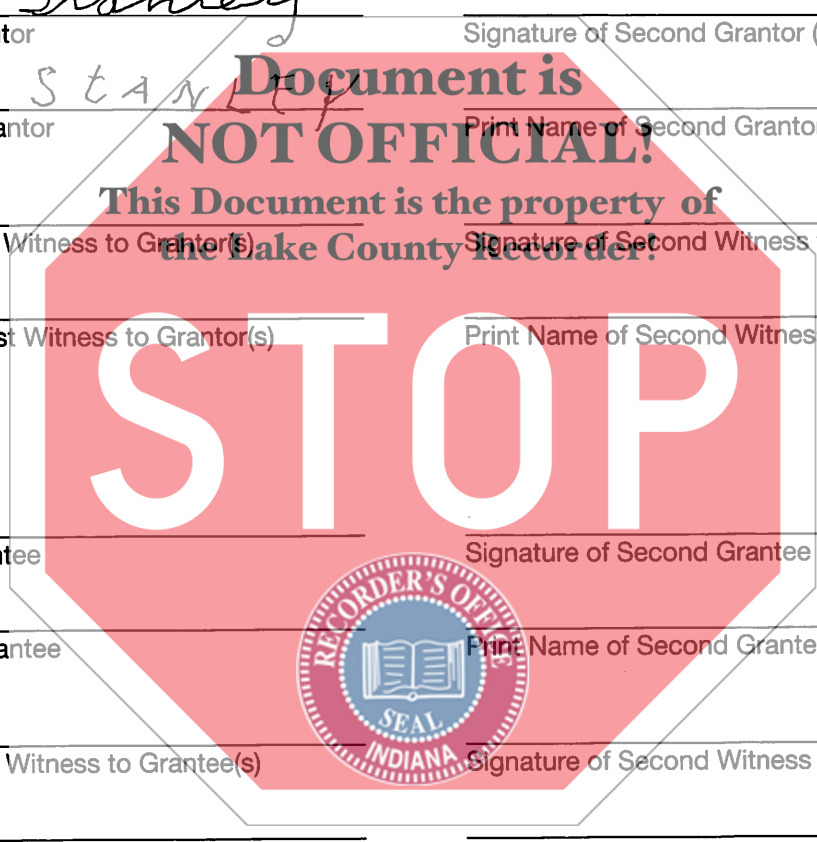 tor
Signature of Second Grantor (
STANLEY
Document is
antor
Print Name of Second Grantor
NOT OFFICIAL!
This Document is the property of
the Lake County Recorder!
Witness to Grantor(s)
Signature of Second Witness
st Witness to Grantor(s)
Print Name of Second Witnes
STOP
tee
Signature of Second Grantee
RECORDER'S OFFICE
antee
Print Name of Second Grante
SEAL
INDIANA
Witness to Grantee(s)
Signature of Second Witness